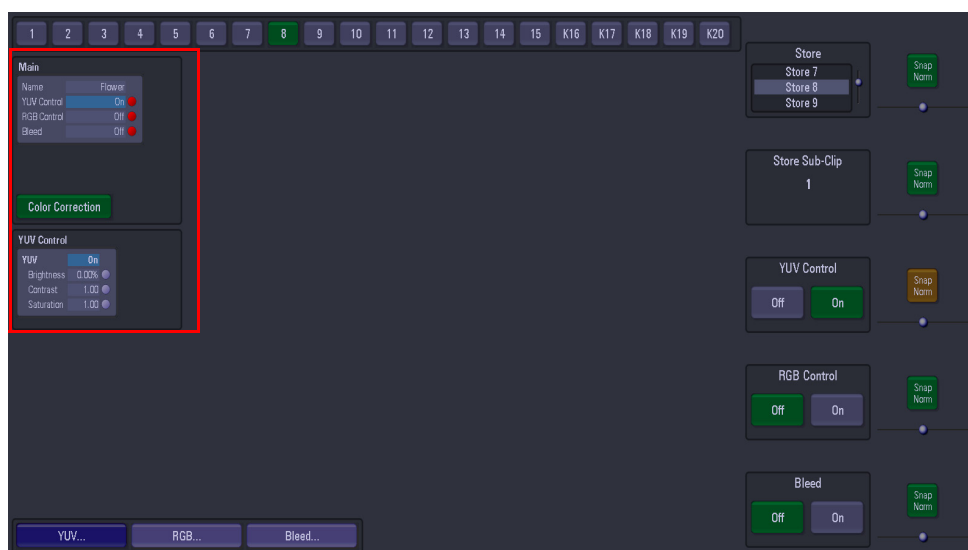 1 2 3 4 5 6 7 8 9 10 11 12 13 14 15 K16 K17 K18 K19 K20
Main
Name Flower
YUV Control On
RGB Control Off
Bleed Off
Color Correction
YUV Control
YUV On
Brightness 0.00%
Contrast 1.00
Saturation 1.00
Store
Store 7
Store 8
Store 9
Snap
Norm
Store Sub-Clip
1
Snap
Norm
YUV Control
Off On
Snap
Norm
RGB Control
Off On
Snap
Norm
Bleed
Off On
Snap
Norm
YUV... RGB... Bleed...